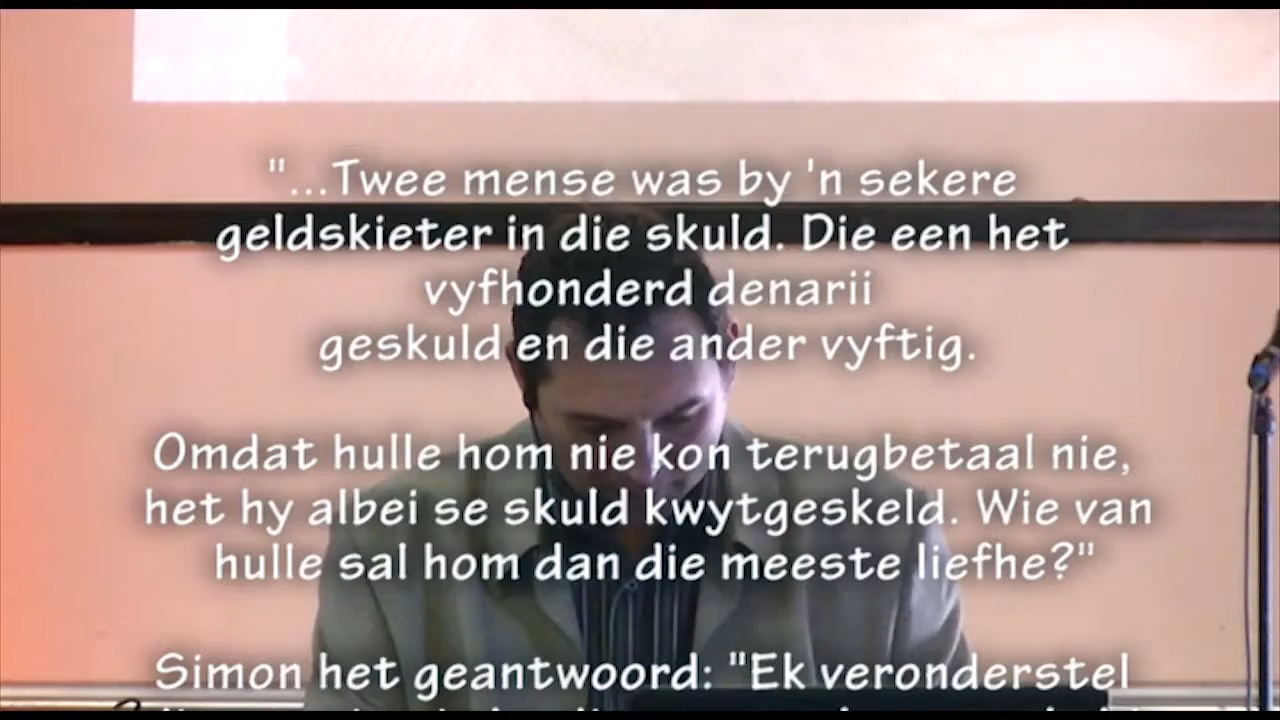 "...Twee mense was by 'n sekere
geldskieter in die skuld. Die een het
vyfhonderd denarii
geskuld en die ander vyftig.
Omdat hulle hom nie kon terugbetaal nie,
het hy albei se skuld kwytgeskeld. Wie van
hulle sal hom dan die meeste liefhe?"
Simon het geantwoord: "Ek veronderstel